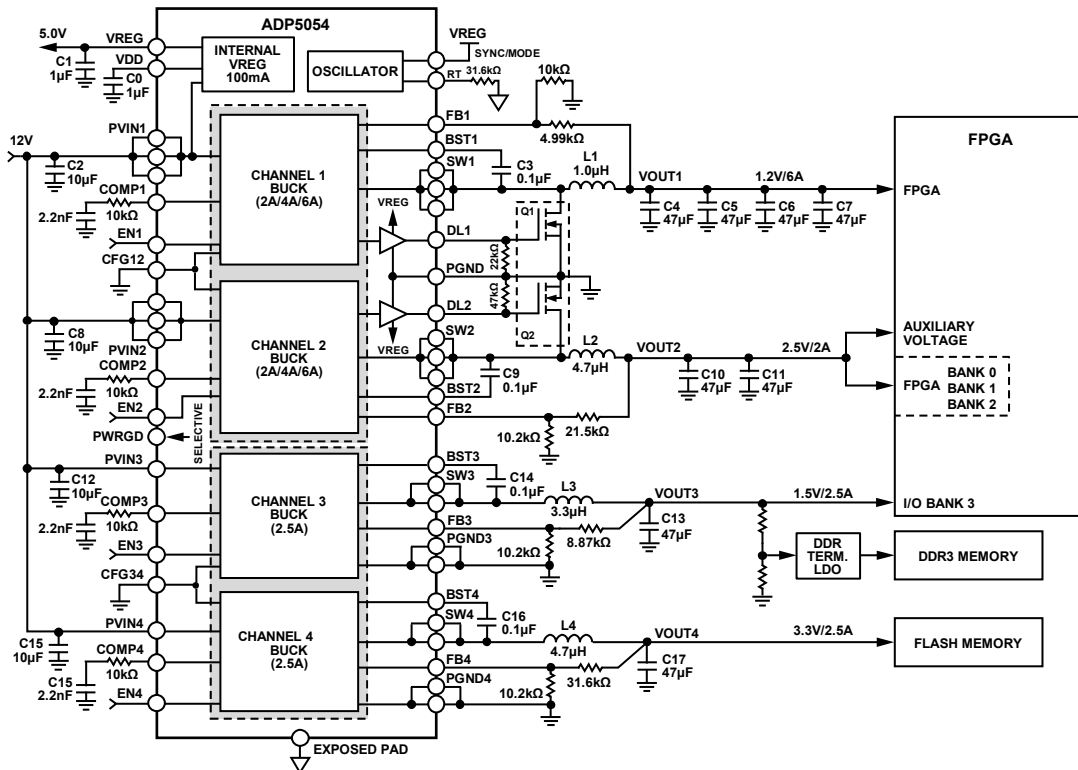 ADP5054
5.0V
VREG
C1
1µF
VDD
C0
1µF
INTERNAL
VREG
100mA
OSCILLATOR
VREG
SYNC/MODE
RT
31.6kΩ
10kΩ
FB1
4.99kΩ
BST1
SW1
C3
0.1µF
L1
1.0µH
VOUT1
1.2V/6A
C4
47µF
C5
47µF
C6
47µF
C7
47µF
FPGA
FPGA
12V
PVIN1
C2
10µF
COMP1
2.2nF
10kΩ
EN1
CFG12
CHANNEL 1
BUCK
(2A/4A/6A)
VREG
DL1
Q1
22kΩ
PGND
47kΩ
DL2
Q2
VREG
C8
10µF
PVIN2
COMP2
2.2nF
10kΩ
EN2
PWRGD
SELECTIVE
CHANNEL 2
BUCK
(2A/4A/6A)
SW2
L2
4.7µH
VOUT2
2.5V/2A
C9
0.1µF
BST2
FB2
21.5kΩ
10.2kΩ
C10
47µF
C11
47µF
AUXILIARY
VOLTAGE
FPGA
BANK 0
BANK 1
BANK 2
PVIN3
C12
10µF
COMP3
2.2nF
10kΩ
EN3
CFG34
CHANNEL 3
BUCK
(2.5A)
BST3
SW3
C14
0.1µF
L3
3.3µH
VOUT3
1.5V/2.5A
I/O BANK 3
FB3
8.87kΩ
10.2kΩ
PGND3
C13
47µF
DDR
TERM.
LDO
DDR3 MEMORY
PVIN4
C15
10µF
COMP4
C15
2.2nF
10kΩ
EN4
CHANNEL 4
BUCK
(2.5A)
BST4
SW4
C16
0.1µF
L4
4.7µH
VOUT4
3.3V/2.5A
FLASH MEMORY
FB4
31.6kΩ
10.2kΩ
PGND4
C17
47µF
EXPOSED PAD